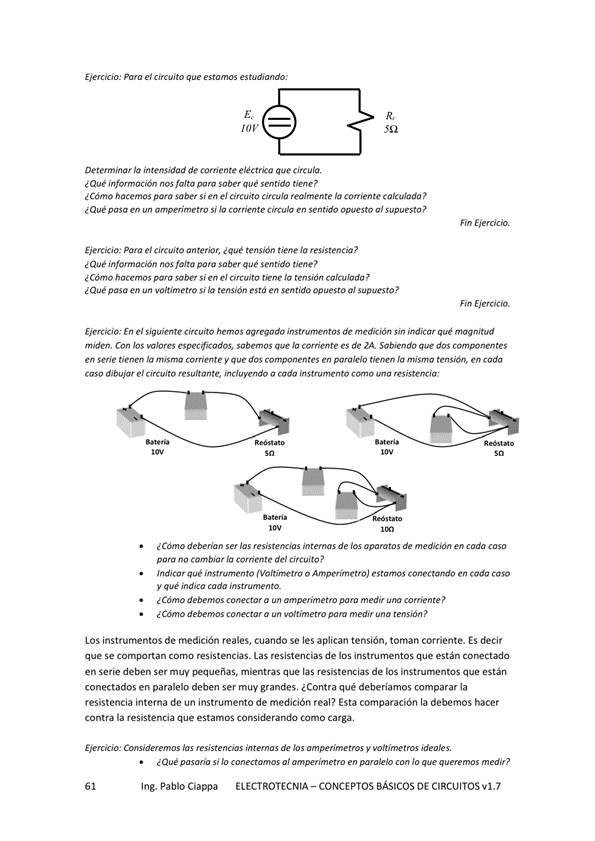 Ejercicio: Para el circuito que estamos estudiando:
Ec
10V
Rc
5Ω
Determinar la intensidad de corriente eléctrica que circula.
¿Qué información nos falta para saber qué sentido tiene?
¿Cómo hacemos para saber si en el circuito circula realmente la corriente calculada?
¿Qué pasa en un amperímetro si la corriente circula en sentido opuesto al supuesto?
Fin Ejercicio.
Ejercicio: Para el circuito anterior, ¿qué tensión tiene la resistencia?
¿Qué información nos falta para saber qué sentido tiene?
¿Cómo hacemos para saber si en el circuito tiene la tensión calculada?
¿Qué pasa en un voltímetro si la tensión está en sentido opuesto al supuesto?
Fin Ejercicio.
Ejercicio: En el siguiente circuito hemos agregado instrumentos de medición sin indicar qué magnitud
miden. Con los valores especificados, sabemos que la corriente es de 2A. Sabiendo que dos componentes
en serie tienen la misma corriente y que dos componentes en paralelo tienen la misma tensión, en cada
caso dibujar el circuito resultante, incluyendo a cada instrumento como una resistencia:
Batería
10V
Reóstato
5Ω
Batería
10V
Reóstato
5Ω
Batería
10V
Reóstato
10Ω
• ¿Cómo deberían ser las resistencias internas de los aparatos de medición en cada caso
para no cambiar la corriente del circuito?
• Indicar qué instrumento (Voltímetro o Amperímetro) estamos conectando en cada caso
y qué indica cada instrumento.
• ¿Cómo debemos conectar a un amperímetro para medir una corriente?
• ¿Cómo debemos conectar a un voltímetro para medir una tensión?
Los instrumentos de medición reales, cuando se les aplican tensión, toman corriente. Es decir
que se comportan como resistencias. Las resistencias de los instrumentos que están conectado
en serie deben ser muy pequeñas, mientras que las resistencias de los instrumentos que están
conectados en paralelo deben ser muy grandes. ¿Contra qué deberíamos comparar la
resistencia interna de un instrumento de medición real? Esta comparación la debemos hacer
contra la resistencia que estamos considerando como carga.
Ejercicio: Consideremos las resistencias internas de los amperímetros y voltímetros ideales.
• ¿Qué pasaría si lo conectamos al amperímetro en paralelo con lo que queremos medir?
61 Ing. Pablo Ciappa ELECTROTECNIA – CONCEPTOS BÁSICOS DE CIRCUITOS v1.7